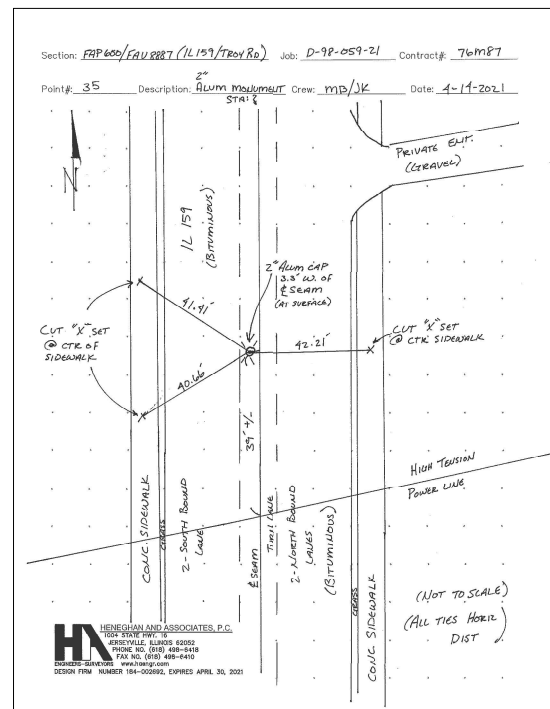 Section: FAP 600/FAU 8887 (IL 159/TROY RD) Job: D-98-059-21 Contract#: 76M87
Point#: 35 Description: 2" ALUM MONUMENT Crew: MB/JK Date: 4-14-2021
STA:
PRIVATE ENT.
(GRAVEL)
N
IL 159
(BITUMINOUS)
2" ALUM CAP
3.3' W. OF
℄ SEAM
(AT SURFACE)
41.41'
42.21'
40.66'
CUT "X" SET
@ CTR OF
SIDEWALK
CUT "X" SET
@ CTR SIDEWALK
39' +/-
HIGH TENSION
POWER LINE
CONC. SIDEWALK
GRASS
2-SOUTH BOUND
LANE
℄ SEAM
TURN LANE
2-NORTH BOUND
LANES
(BITUMINOUS)
GRASS
CONC. SIDEWALK
(NOT TO SCALE)
(ALL TIES HORIZ
DIST)
HENEGHAN AND ASSOCIATES, P.C.
1004 STATE HWY. 16
JERSEYVILLE, ILLINOIS 62052
PHONE NO. (618) 498-6418
FAX NO. (618) 498-6410
ENGINEERS-SURVEYORS www.haengr.com
DESIGN FIRM NUMBER 184-002692, EXPIRES APRIL 30, 2021